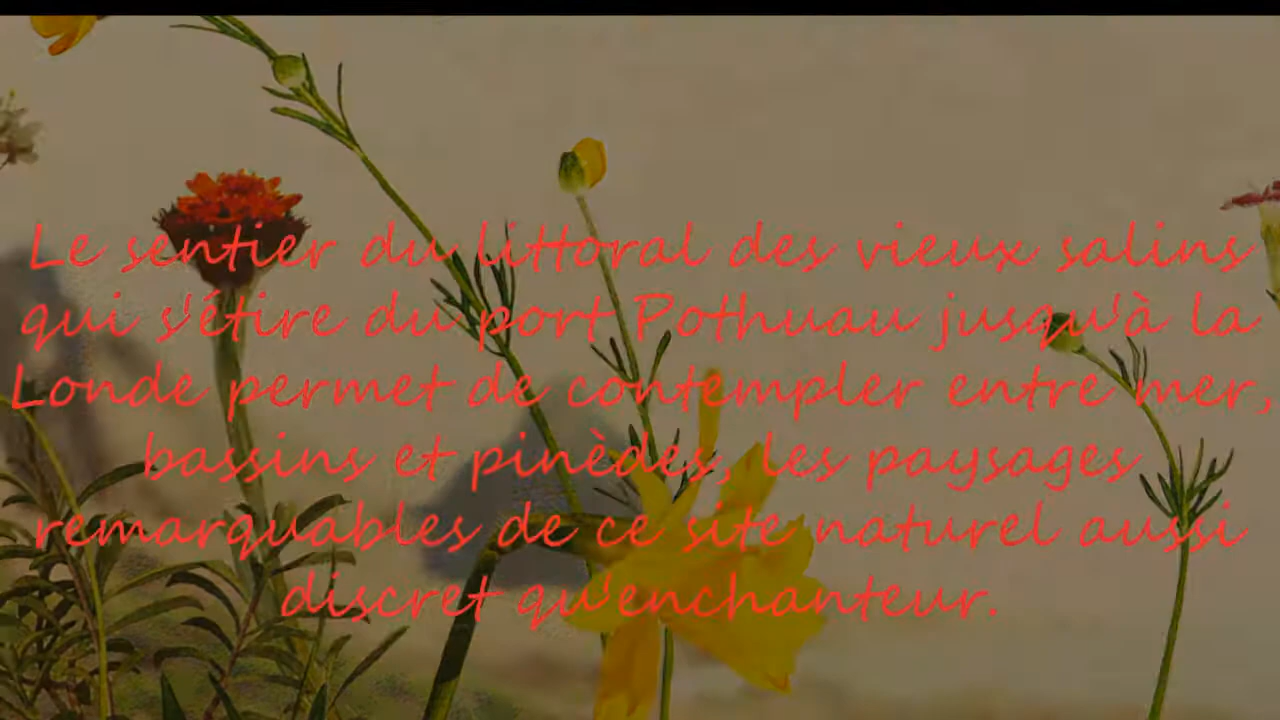 Le sentier du littoral des vieux salins
qui s'étire du port Pothuau jusqu'à la
Londe permet de contempler entre mer,
bassins et pinèdes, les paysages
remarquables de ce site naturel aussi
discret qu'enchanteur.